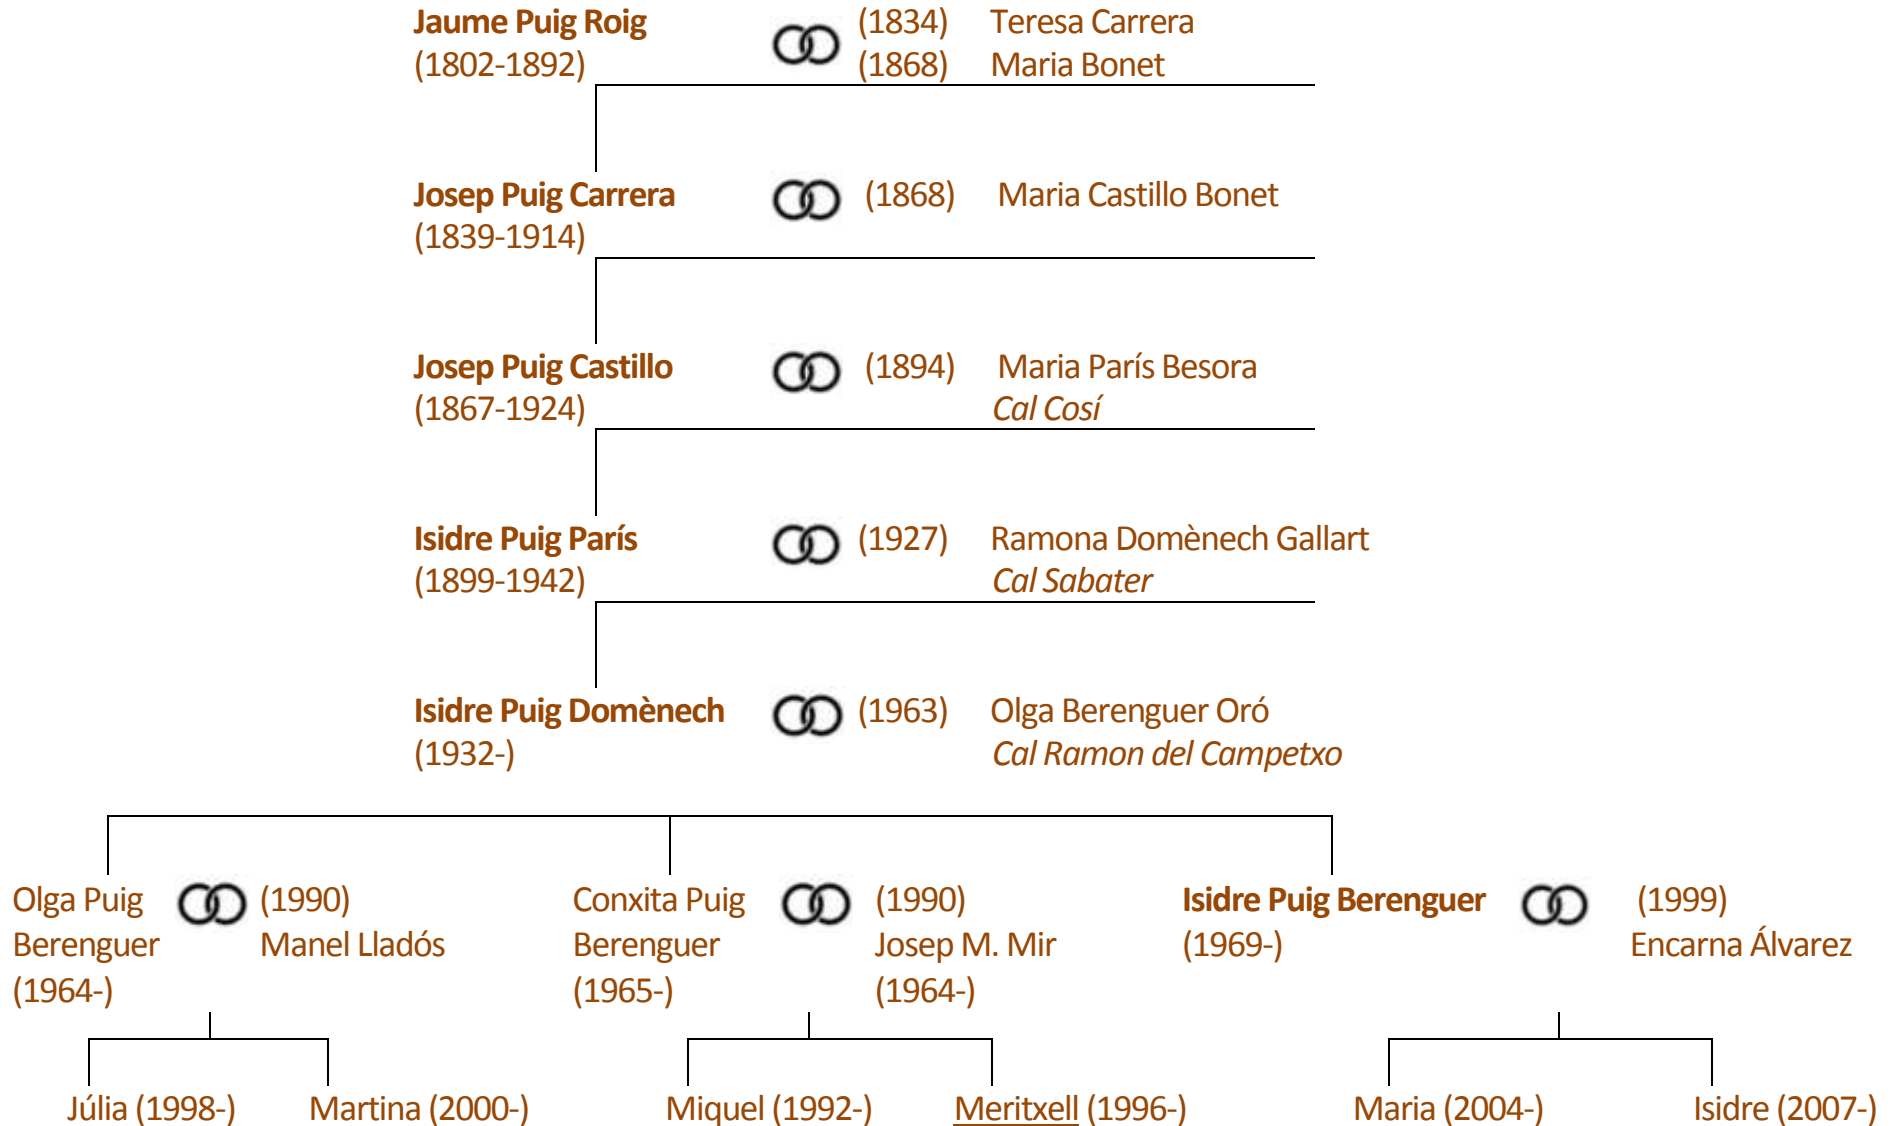 Jaume Puig Roig (1834) Teresa Carrera
(1802-1892) (1868) Maria Bonet
Josep Puig Carrera (1868) Maria Castillo Bonet
(1839-1914)
Josep Puig Castillo (1894) Maria París Besora
(1867-1924) Cal Cosí
Isidre Puig París (1927) Ramona Domènech Gallart
(1899-1942) Cal Sabater
Isidre Puig Domènech (1963) Olga Berenguer Oró
(1932-) Cal Ramon del Campetxo
Olga Puig (1990) Conxita Puig (1990) Isidre Puig Berenguer (1999)
Berenguer Manel Lladós Berenguer Josep M. Mir (1969-) Encarna Álvarez
(1964-) (1965-) (1964-)
Júlia (1998-) Martina (2000-) Miquel (1992-) Meritxell (1996-) Maria (2004-) Isidre (2007-)